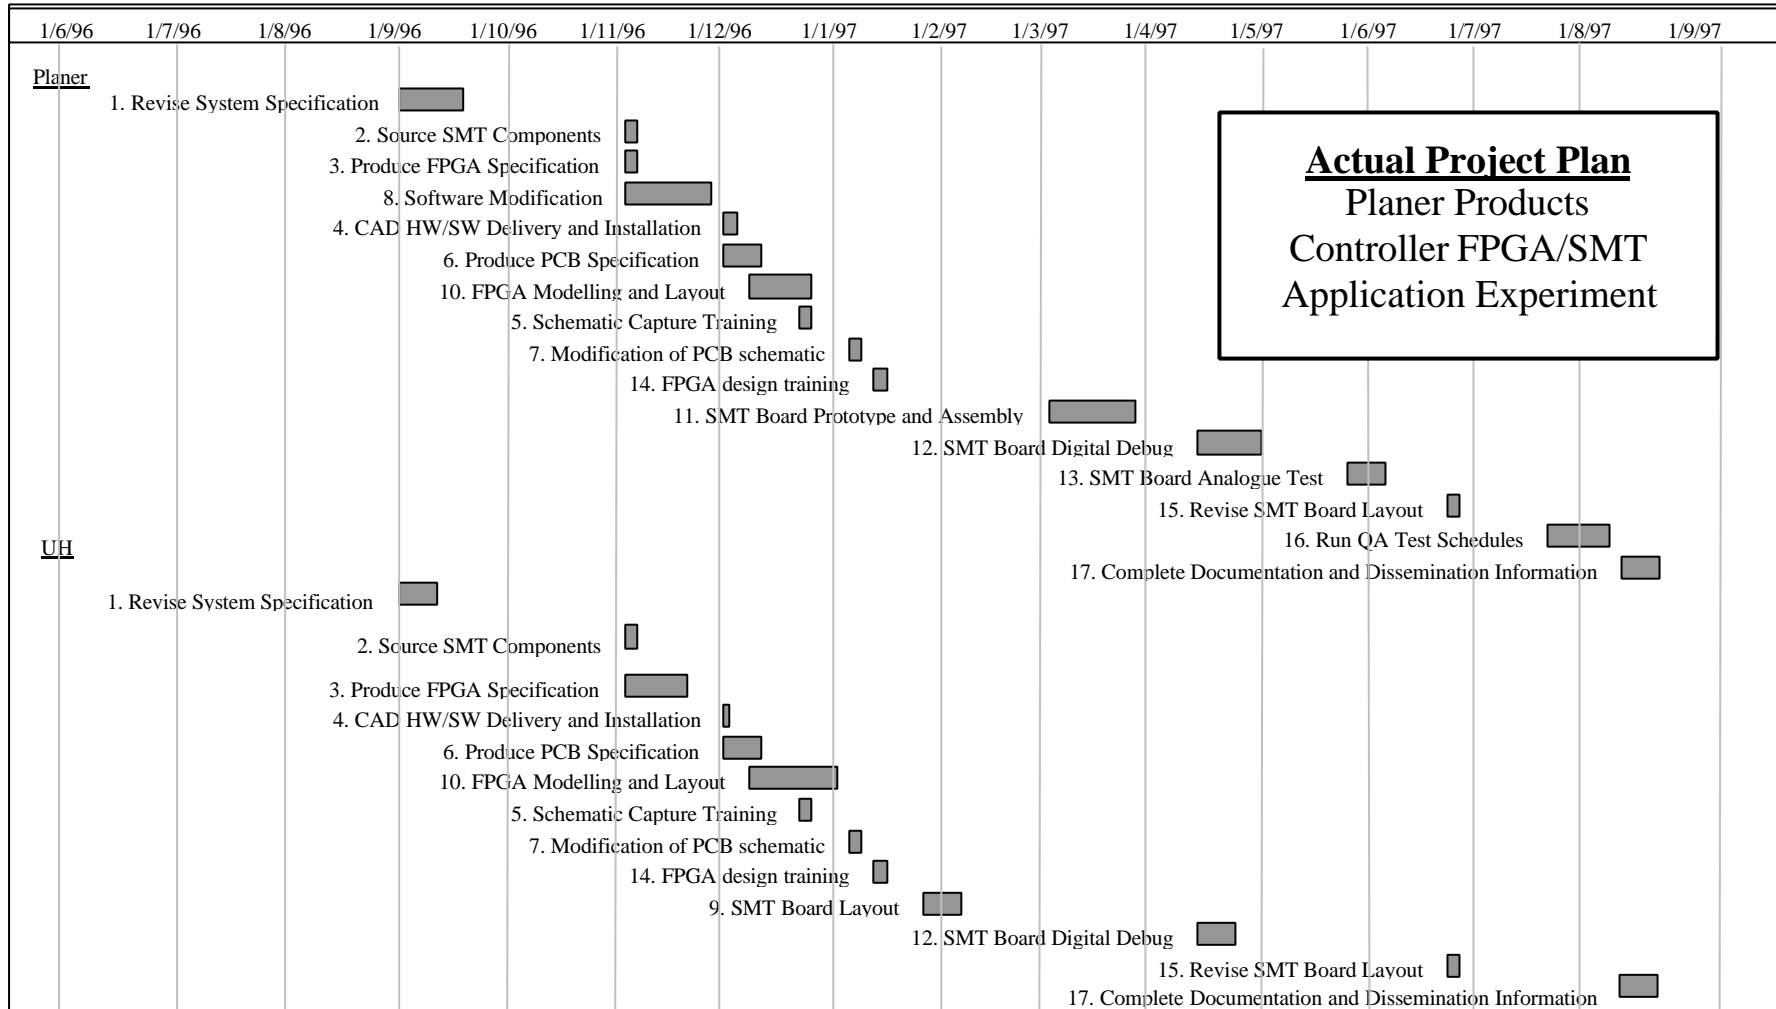 1/6/96 1/7/96 1/8/96 1/9/96 1/10/96 1/11/96 1/12/96 1/1/97 1/2/97 1/3/97 1/4/97 1/5/97 1/6/97 1/7/97 1/8/97 1/9/97
Planer
1. Revise System Specification
2. Source SMT Components
3. Produce FPGA Specification
8. Software Modification
4. CAD HW/SW Delivery and Installation
6. Produce PCB Specification
10. FPGA Modelling and Layout
5. Schematic Capture Training
7. Modification of PCB schematic
14. FPGA design training
11. SMT Board Prototype and Assembly
12. SMT Board Digital Debug
13. SMT Board Analogue Test
15. Revise SMT Board Layout
16. Run QA Test Schedules
17. Complete Documentation and Dissemination Information
Actual Project Plan
Planer Products
Controller FPGA/SMT
Application Experiment
UH
1. Revise System Specification
2. Source SMT Components
3. Produce FPGA Specification
4. CAD HW/SW Delivery and Installation
6. Produce PCB Specification
10. FPGA Modelling and Layout
5. Schematic Capture Training
7. Modification of PCB schematic
14. FPGA design training
9. SMT Board Layout
12. SMT Board Digital Debug
15. Revise SMT Board Layout
17. Complete Documentation and Dissemination Information